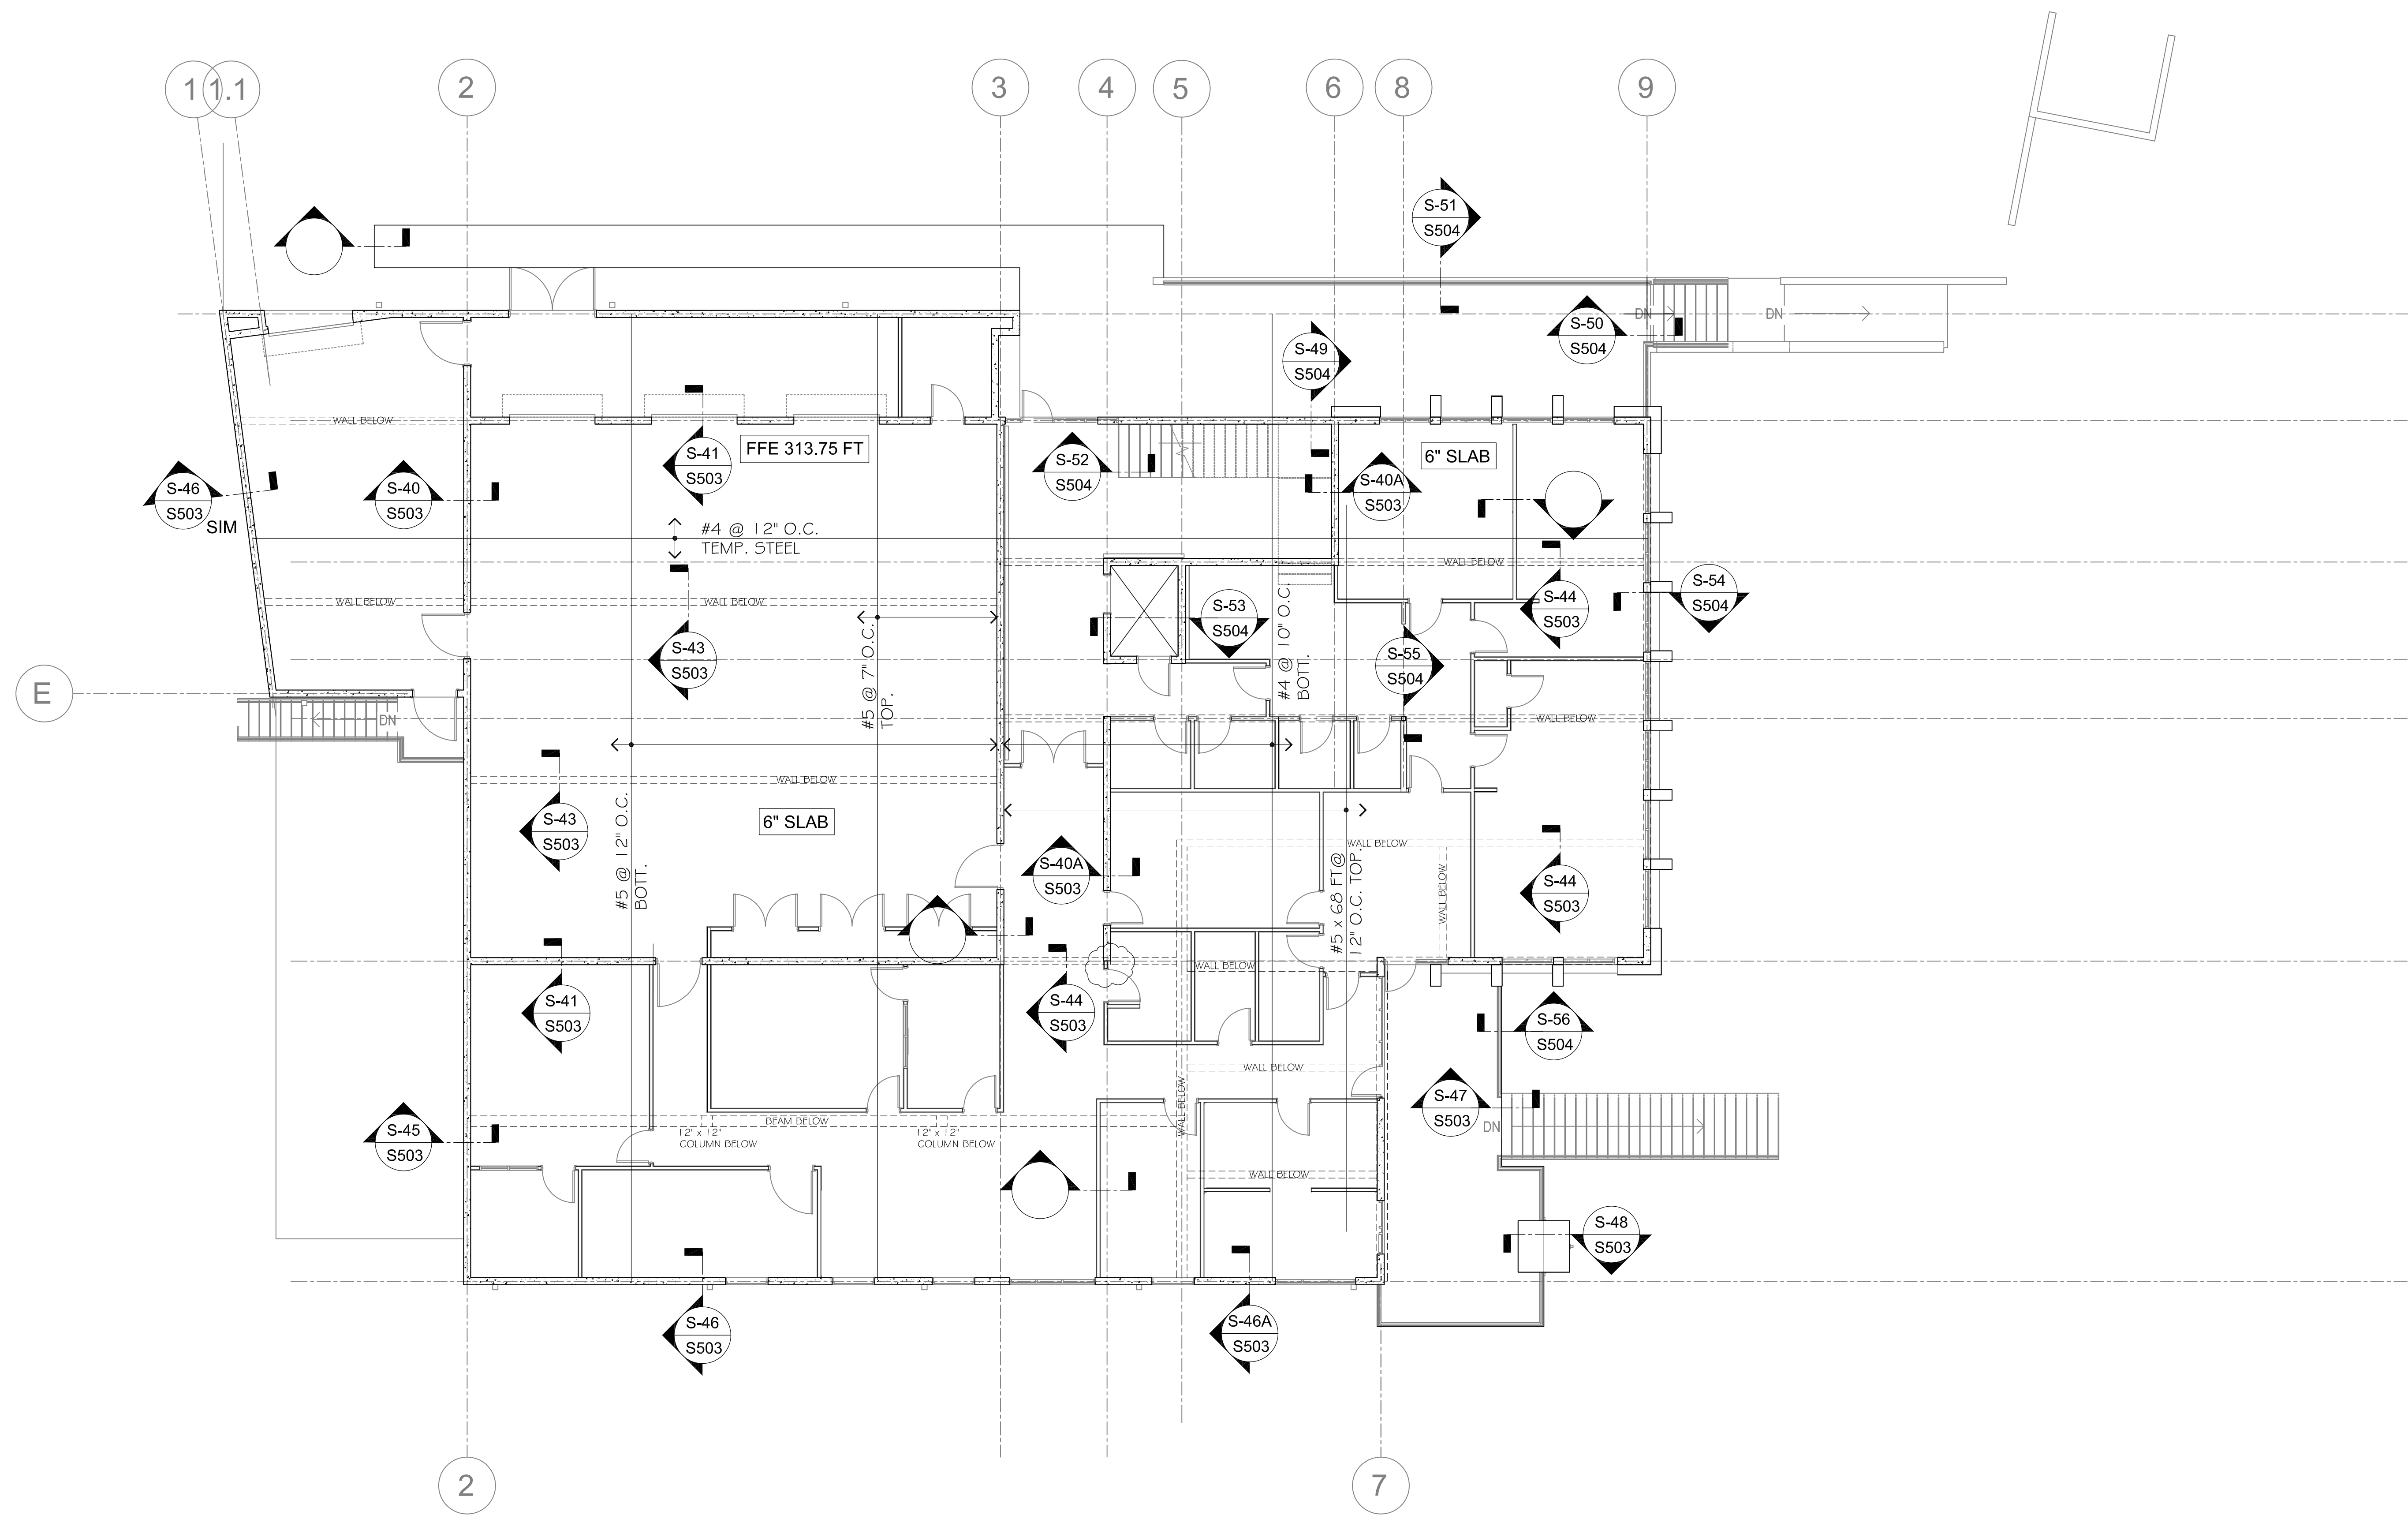 1
1.1
2
3
4
5
6
8
9
S-51
S504
S-50
S504
DN
DN
S-49
S504
WALL BELOW
S-41
S503
FFE 313.75 FT
S-52
S504
6" SLAB
S-46
S503
SIM
S-40
S503
S-40A
S503
#4 @ 12" O.C.
TEMP. STEEL
WALL BELOW
WALL BELOW
WALL BELOW
S-53
S504
S-44
S503
S-54
S504
#4 @ 10" O.C.
BOTT.
S-43
S503
#5 @ 7" O.C.
TOP.
S-55
S504
E
DN
WALL BELOW
WALL BELOW
6" SLAB
S-43
S503
#5 @ 12" O.C.
BOTT.
WALL BELOW
S-40A
S503
#5 x 68 FT@
12" O.C. TOP.
WALL BELOW
S-44
S503
WALL BELOW
S-41
S503
S-44
S503
S-56
S504
WALL BELOW
WALL BELOW
S-47
S503
DN
BEAM BELOW
12" x 12"
COLUMN BELOW
12" x 12"
COLUMN BELOW
S-45
S503
WALL BELOW
S-48
S503
S-46
S503
S-46A
S503
2
7